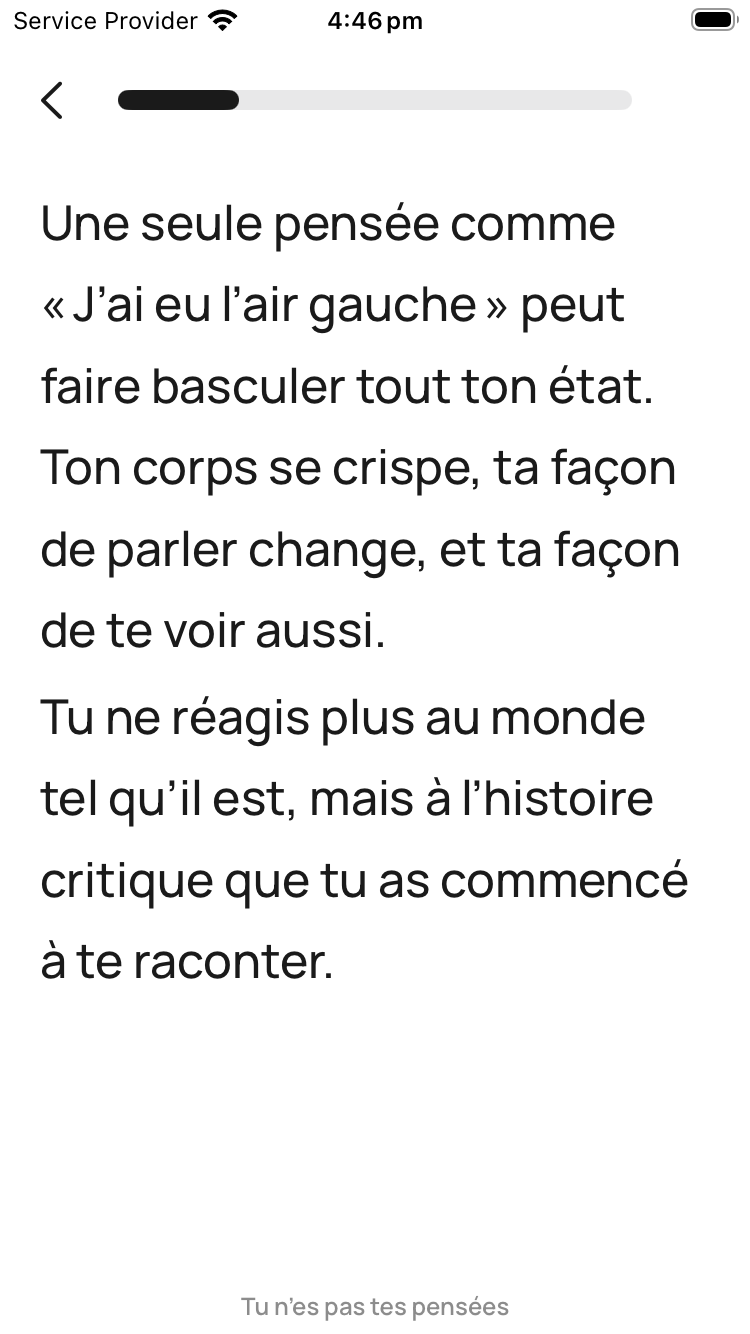 Service Provider 4:46 pm
Une seule pensée comme
« J’ai eu l’air gauche » peut
faire basculer tout ton état.
Ton corps se crispe, ta façon
de parler change, et ta façon
de te voir aussi.
Tu ne réagis plus au monde
tel qu’il est, mais à l’histoire
critique que tu as commencé
à te raconter.
Tu n’es pas tes pensées